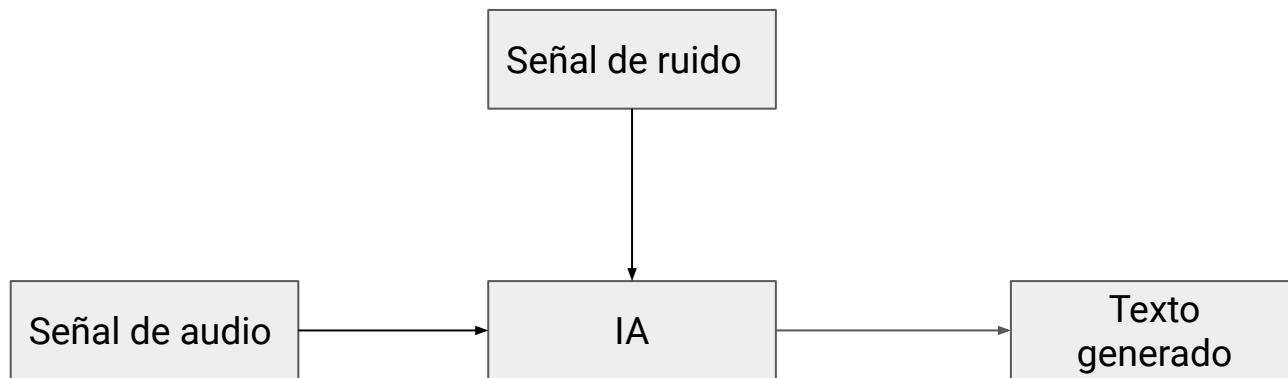 Señal de ruido
Señal de audio
IA
Texto
generado